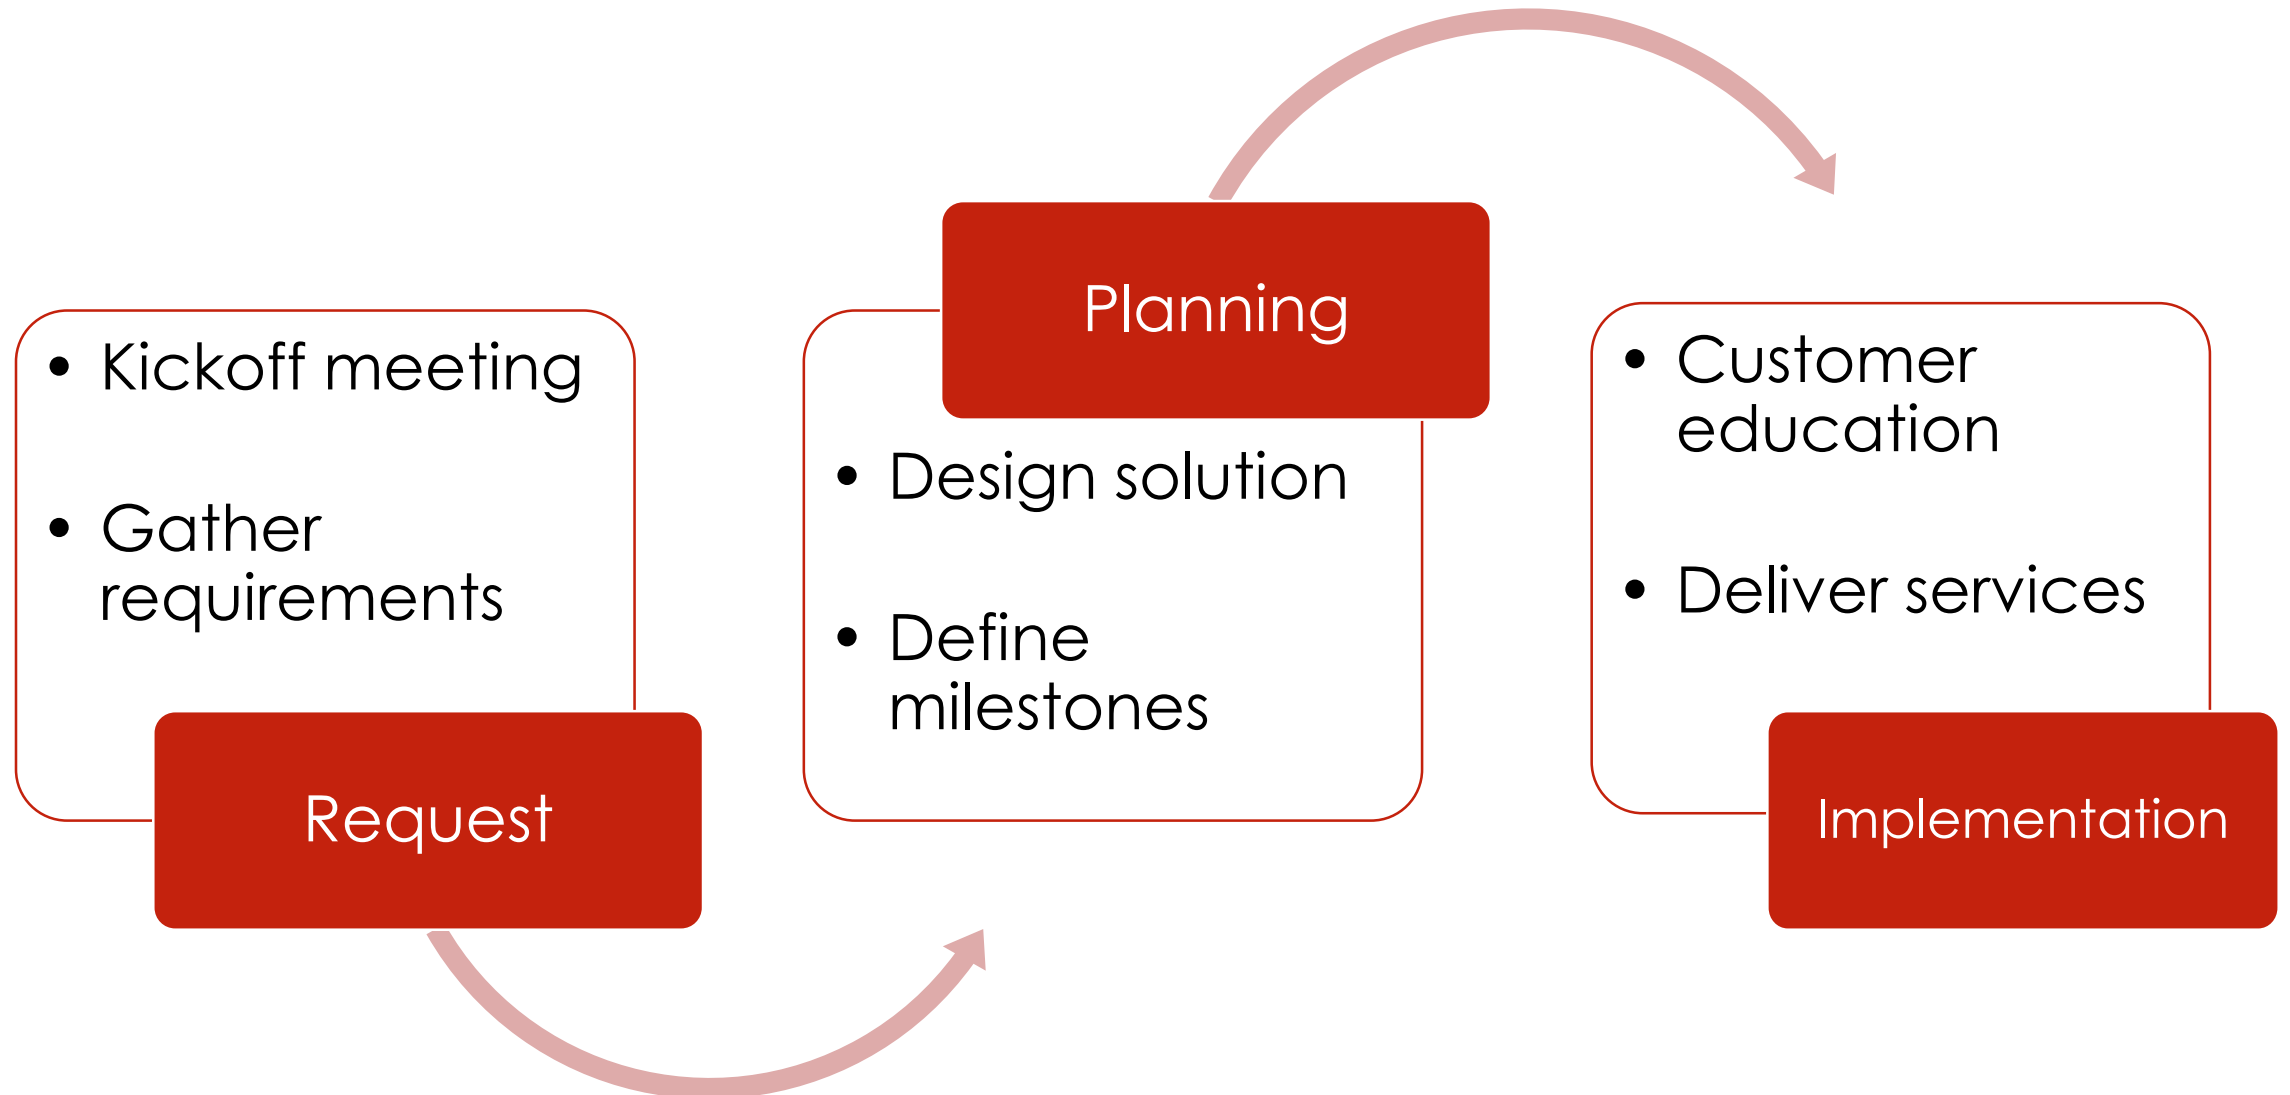 • Kickoff meeting
• Gather
requirements
Request
Planning
• Design solution
• Define
milestones
• Customer
education
• Deliver services
Implementation